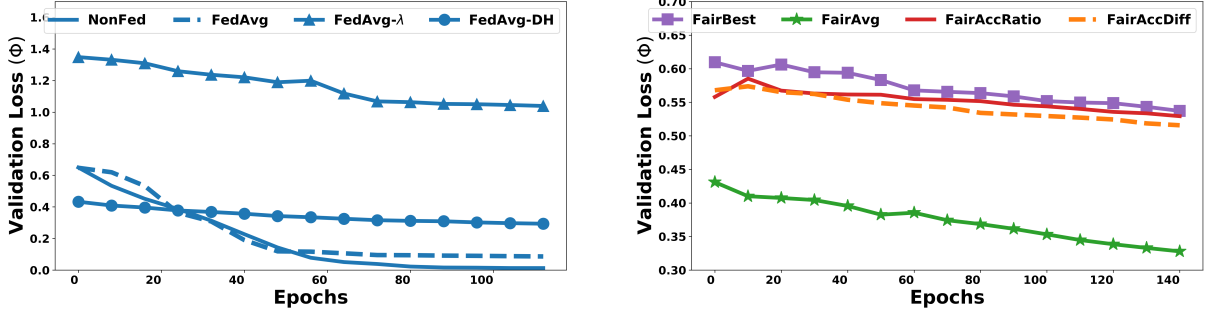 NonFed FedAvg FedAvg-λ FedAvg-DH
1.4
1.2
1.0
0.8
0.6
0.4
0.2
0.0
Validation Loss (Φ)
0 20 40 60 80 100
Epochs
0.70
FairBest FairAvg FairAccRatio FairAccDiff
0.65
0.60
0.55
0.50
0.45
0.40
0.35
0.30
Validation Loss (Φ)
0 20 40 60 80 100 120 140
Epochs